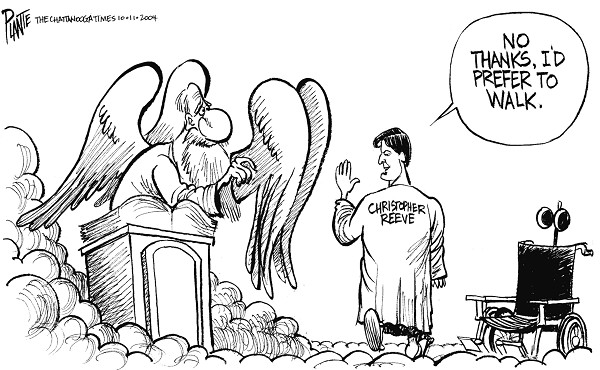 PLANTE THE CHATTANOOGA TIMES 10·11·2004
NO
THANKS, I'D
PREFER TO
WALK.
CHRISTOPHER
REEVE